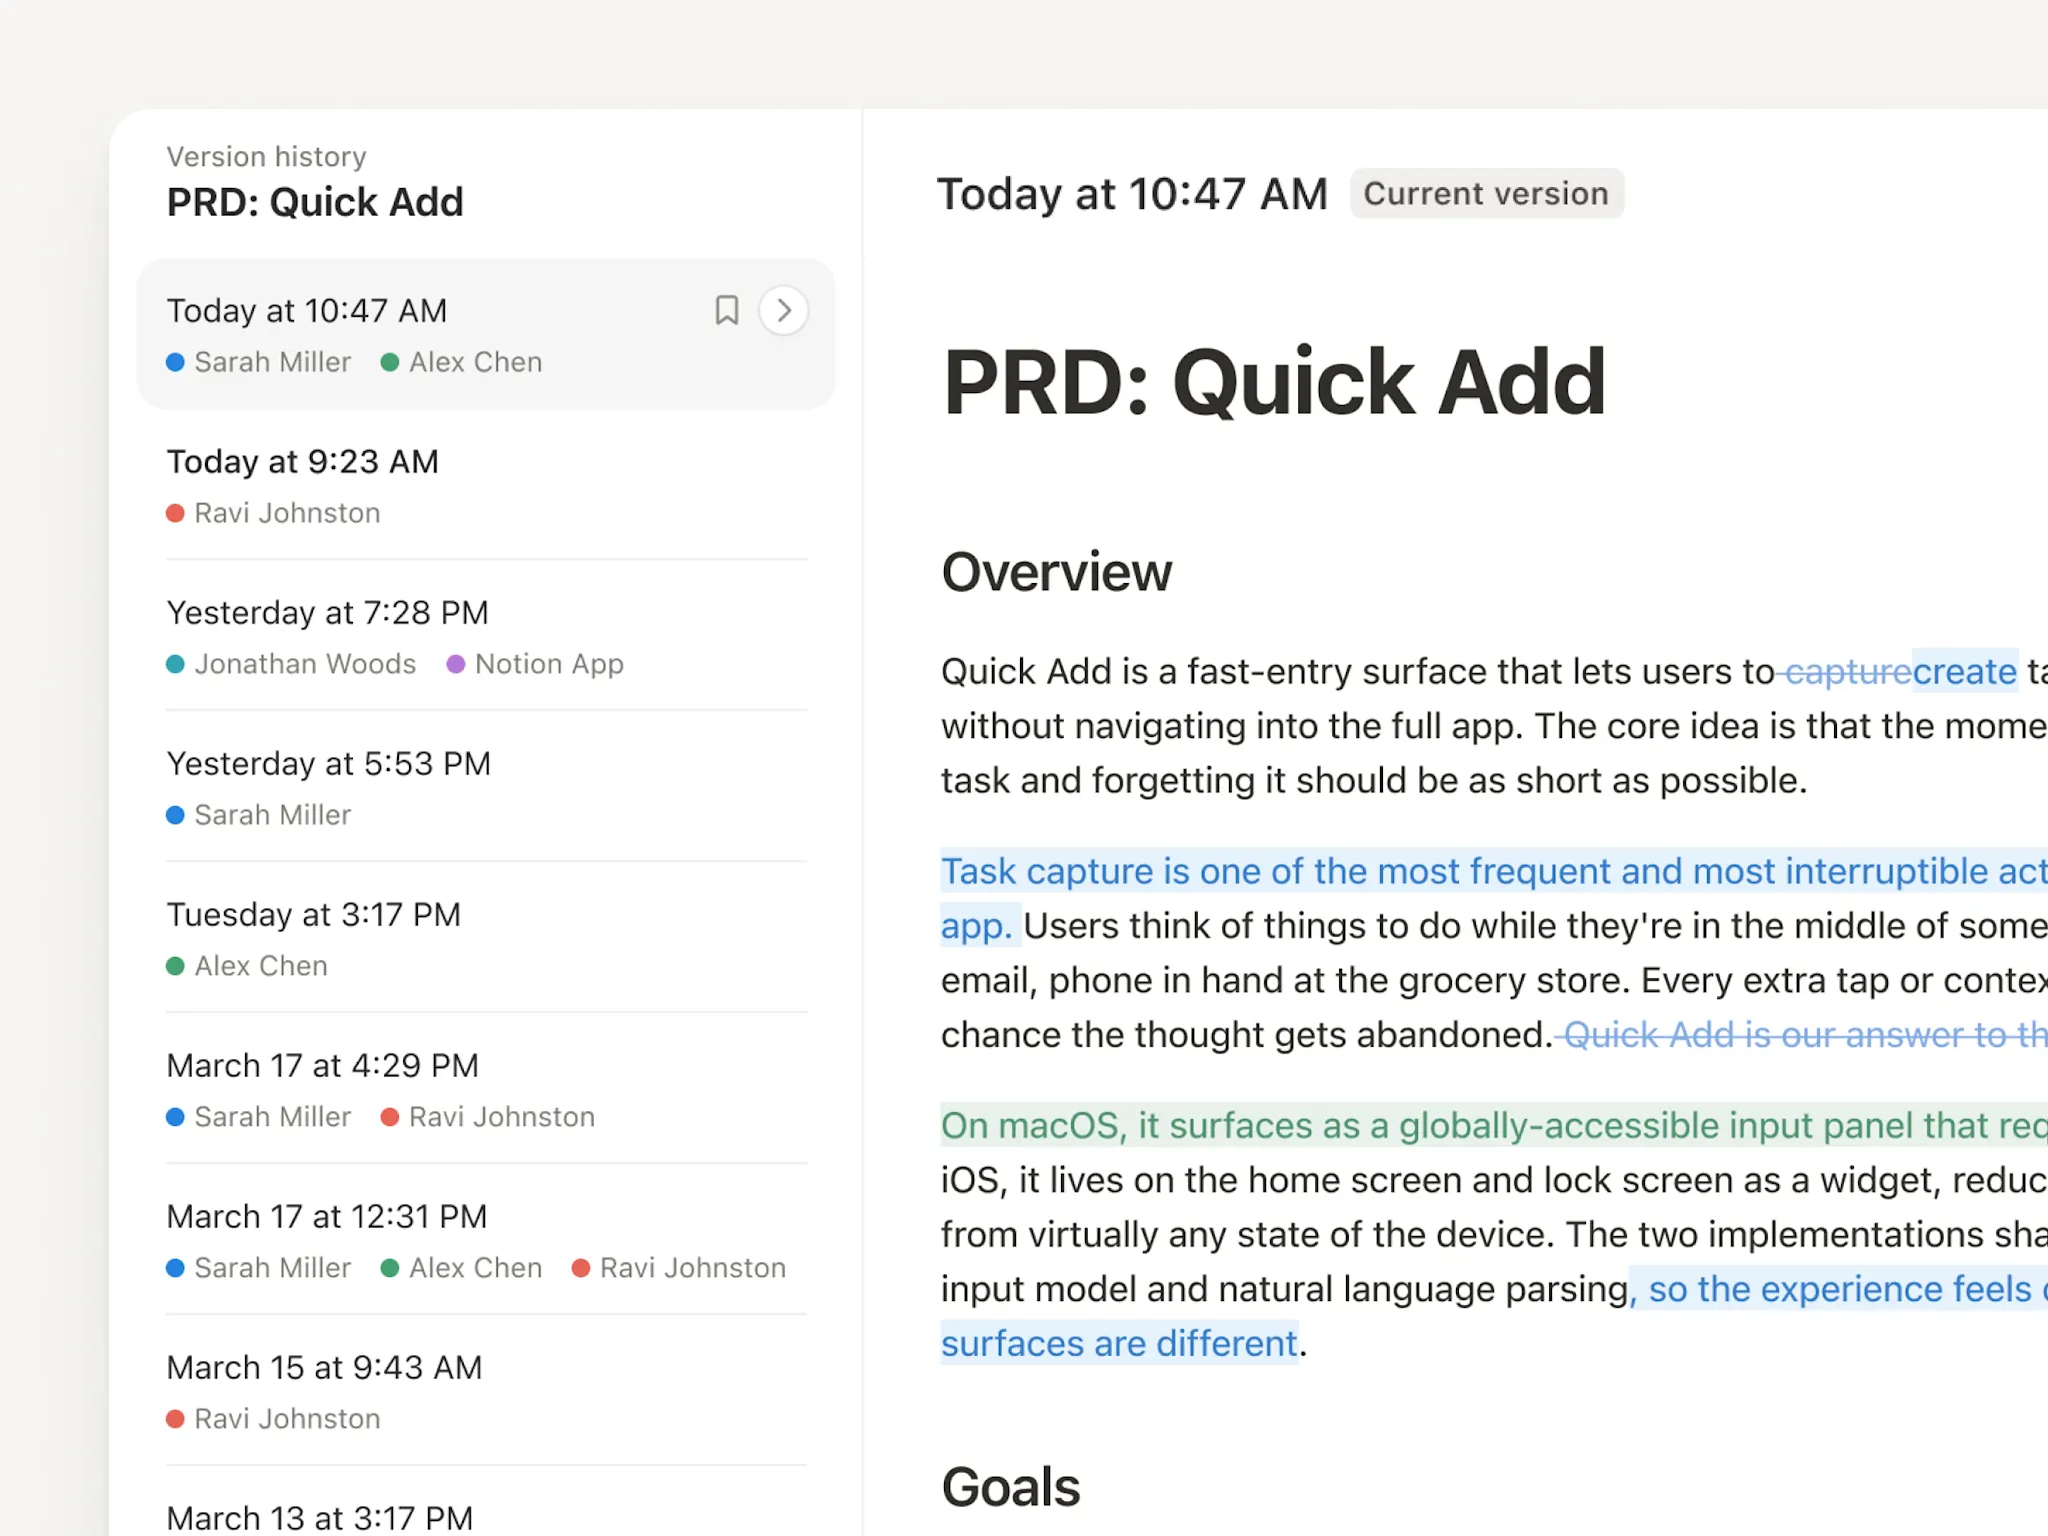 Version history
PRD: Quick Add
Today at 10:47 AM
Sarah Miller Alex Chen
Today at 9:23 AM
Ravi Johnston
Yesterday at 7:28 PM
Jonathan Woods Notion App
Yesterday at 5:53 PM
Sarah Miller
Tuesday at 3:17 PM
Alex Chen
March 17 at 4:29 PM
Sarah Miller Ravi Johnston
March 17 at 12:31 PM
Sarah Miller Alex Chen Ravi Johnston
March 15 at 9:43 AM
Ravi Johnston
March 13 at 3:17 PM
Today at 10:47 AM Current version
PRD: Quick Add
Overview
Quick Add is a fast-entry surface that lets users to capturecreate
without navigating into the full app. The core idea is that the
task and forgetting it should be as short as possible.
Task capture is one of the most frequent and most interruptible
app. Users think of things to do while they're in the middle of
email, phone in hand at the grocery store. Every extra tap or
chance the thought gets abandoned. Quick Add is our answer to
On macOS, it surfaces as a globally-accessible input panel that
iOS, it lives on the home screen and lock screen as a widget,
from virtually any state of the device. The two implementations
input model and natural language parsing, so the experience feels
surfaces are different.
Goals